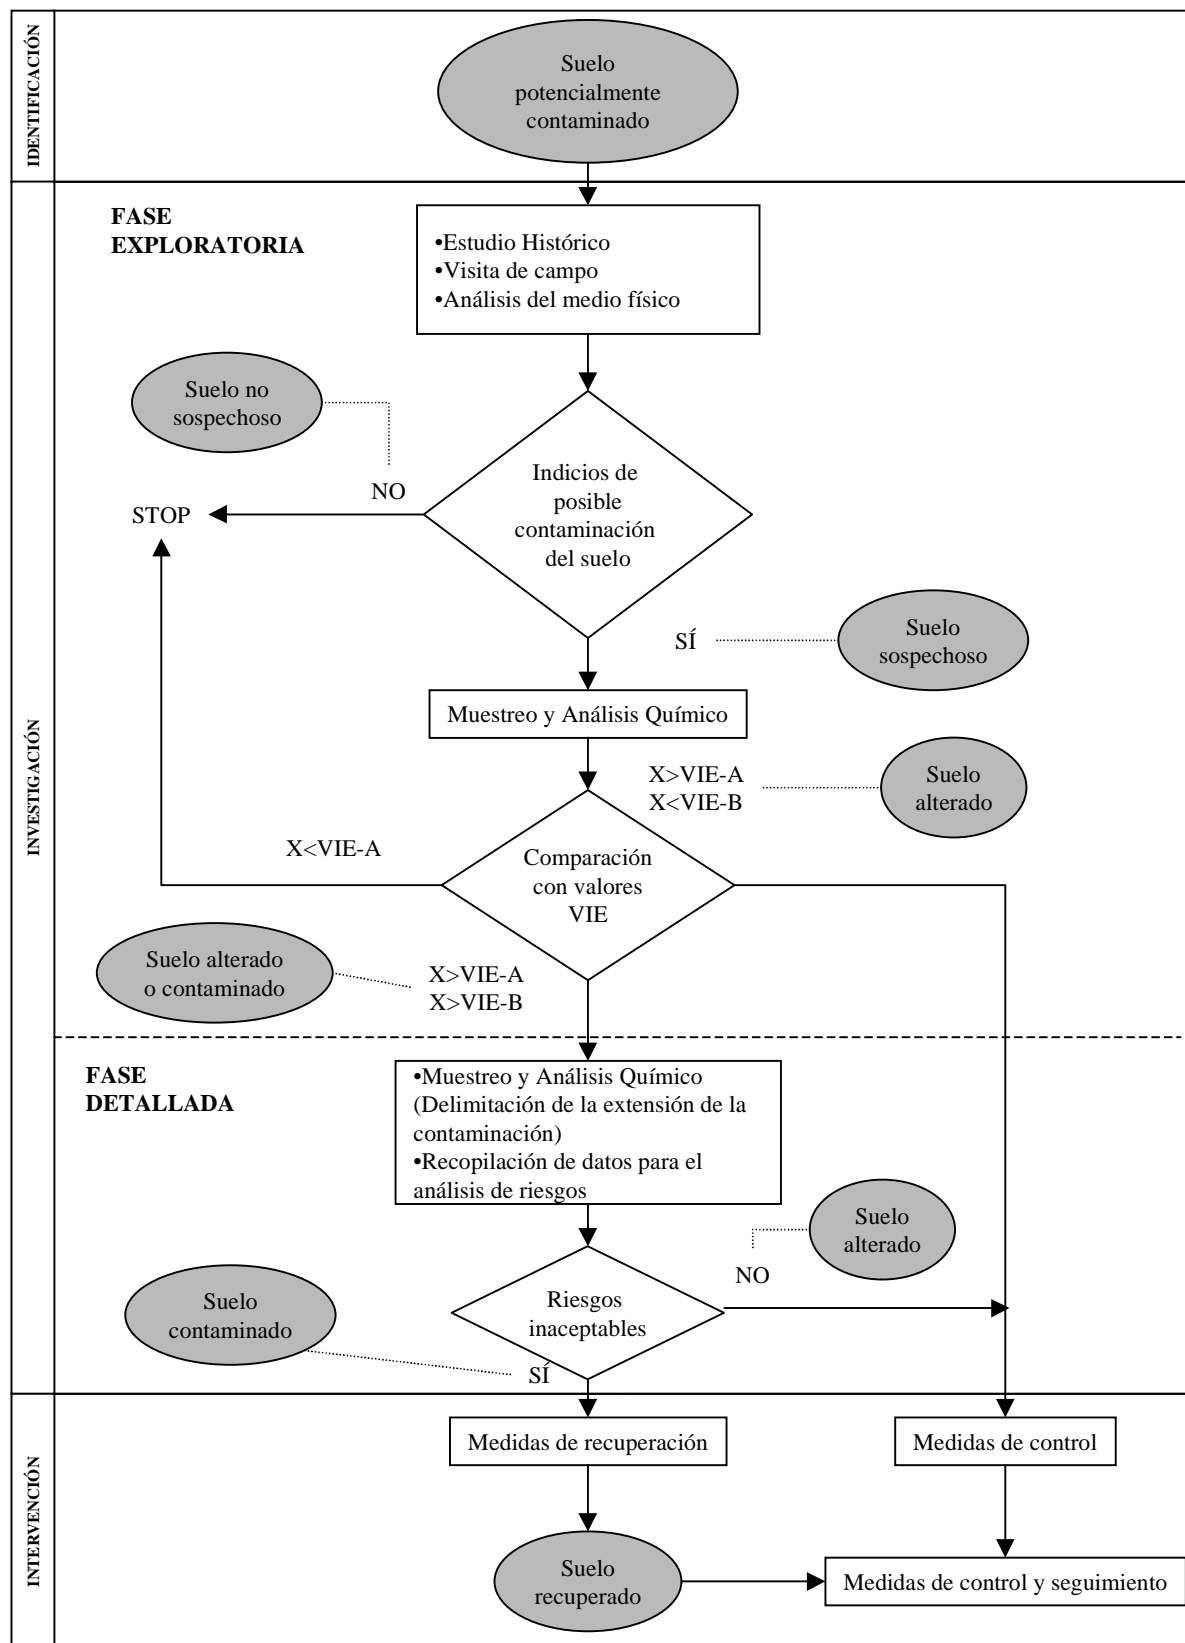 IDENTIFICACIÓN
Suelo
potencialmente
contaminado
INVESTIGACIÓN
FASE
EXPLORATORIA
•Estudio Histórico
•Visita de campo
•Análisis del medio físico
Suelo no
sospechoso
NO
STOP
Indicios de
posible
contaminación
del suelo
SÍ
Suelo
sospechoso
Muestreo y Análisis Químico
X>VIE-A
X<VIE-B
Suelo
alterado
X<VIE-A
Comparación
con valores
VIE
Suelo alterado
o contaminado
X>VIE-A
X>VIE-B
FASE
DETALLADA
•Muestreo y Análisis Químico
(Delimitación de la extensión de la
contaminación)
•Recopilación de datos para el
análisis de riesgos
Suelo
alterado
NO
Riesgos
inaceptables
Suelo
contaminado
SÍ
INTERVENCIÓN
Medidas de recuperación
Medidas de control
Suelo
recuperado
Medidas de control y seguimiento